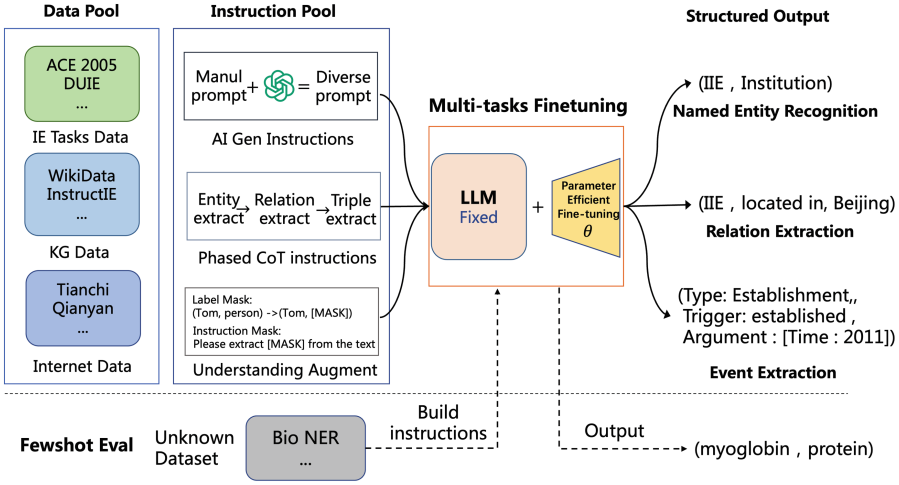 Data Pool
ACE 2005
DUIE
...
IE Tasks Data
WikiData
InstructIE
...
KG Data
Tianchi
Qianyan
...
Internet Data
Instruction Pool
Manul
prompt
+
=
Diverse
prompt
AI Gen Instructions
Entity
extract
Relation
extract
Triple
extract
Phased CoT instructions
Label Mask:
(Tom, person) ->(Tom, [MASK])
Instruction Mask:
Please extract [MASK] from the text
Understanding Augment
Multi-tasks Finetuning
LLM
Fixed
+
Parameter
Efficient
Fine-tuning
θ
Structured Output
(IIE , Institution)
Named Entity Recognition
(IIE , located in, Beijing)
Relation Extraction
(Type: Establishment,,
Trigger: established ,
Argument : [Time : 2011])
Event Extraction
Fewshot Eval
Unknown
Dataset
Bio NER
...
Build
instructions
Output
(myoglobin , protein)